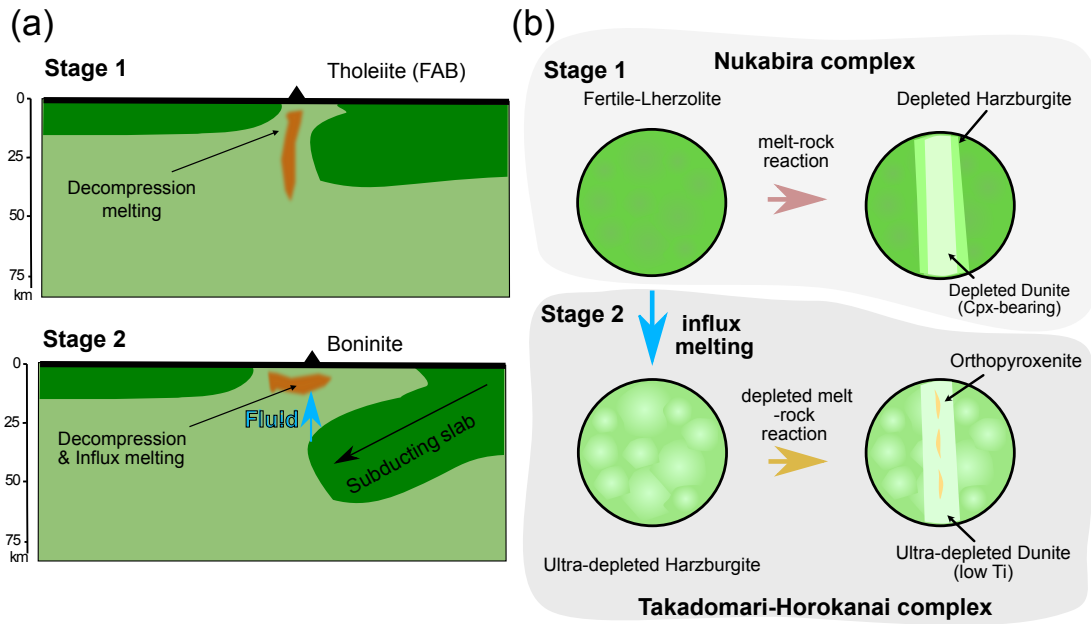 (a)
Stage 1
Tholeiite (FAB)
0
25
50
75
km
Decompression
melting
Stage 2
Boninite
0
25
50
75
km
Fluid
Decompression
& Influx melting
Subducting slab
(b)
Nukabira complex
Stage 1
Fertile-Lherzolite
Depleted Harzburgite
melt-rock
reaction
Depleted Dunite
(Cpx-bearing)
Stage 2
influx
melting
Orthopyroxenite
depleted melt
-rock
reaction
Ultra-depleted Harzburgite
Ultra-depleted Dunite
(low Ti)
Takadomari-Horokanai complex